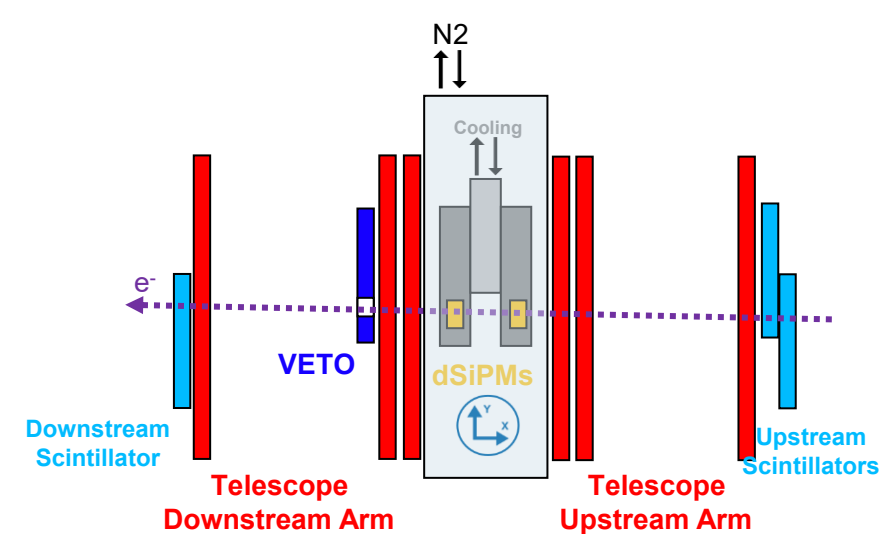 N2
Cooling
e-
VETO
dSiPMs
Y
X
Downstream
Scintillator
Upstream
Scintillators
Telescope
Downstream Arm
Telescope
Upstream Arm